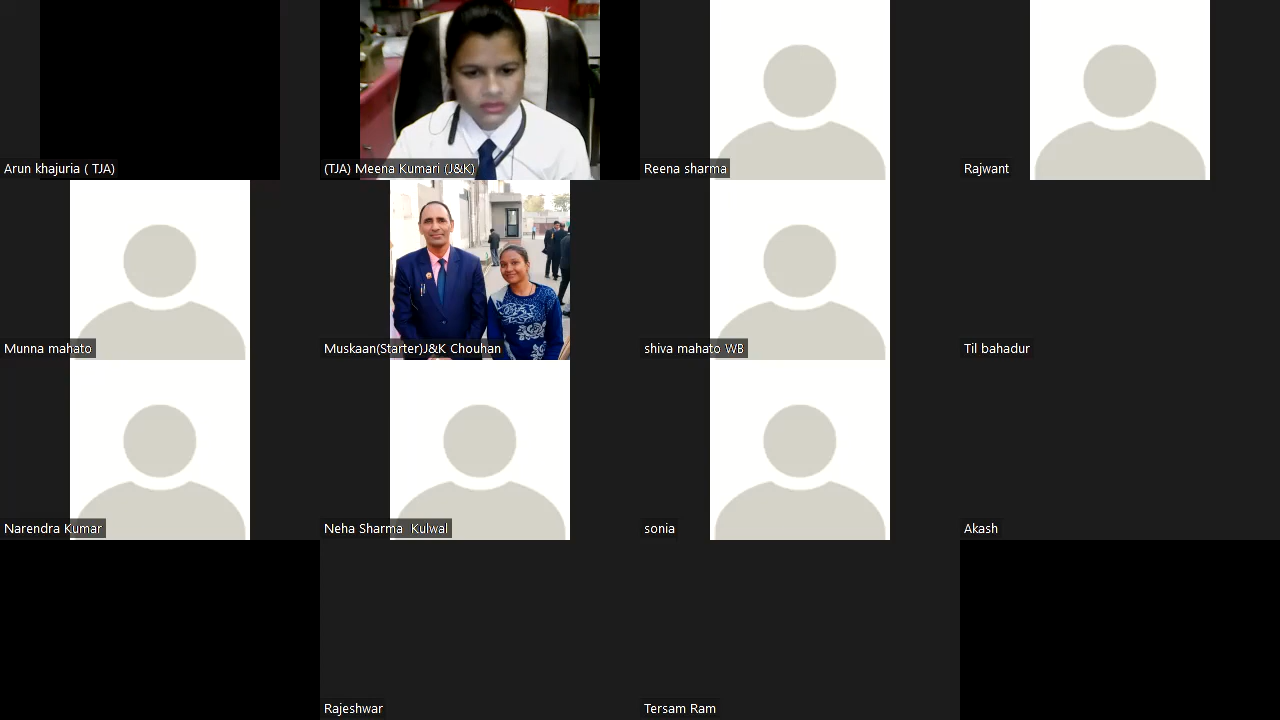 Arun khajuria ( TJA)
(TJA) Meena Kumari (J&K)
Reena sharma
Rajwant
Munna mahato
Muskaan(Starter)J&K Chouhan
shiva mahato WB
Til bahadur
Narendra Kumar
Neha Sharma  Kulwal
sonia
Akash
Rajeshwar
Tersam Ram